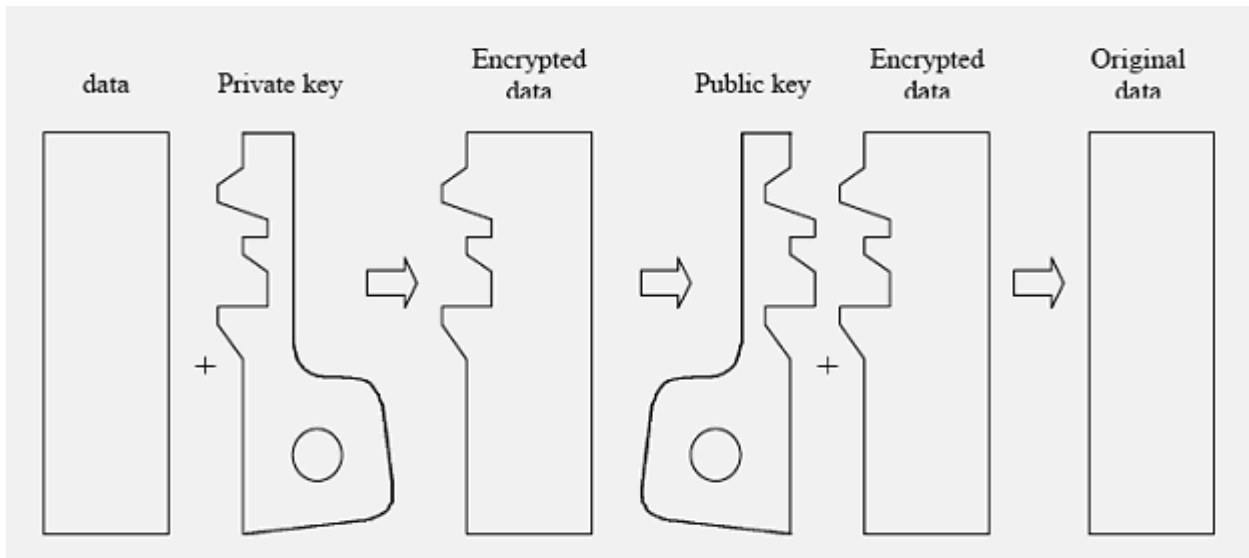 data
Private key
Encrypted
data
Public key
Encrypted
data
Original
data
+
+